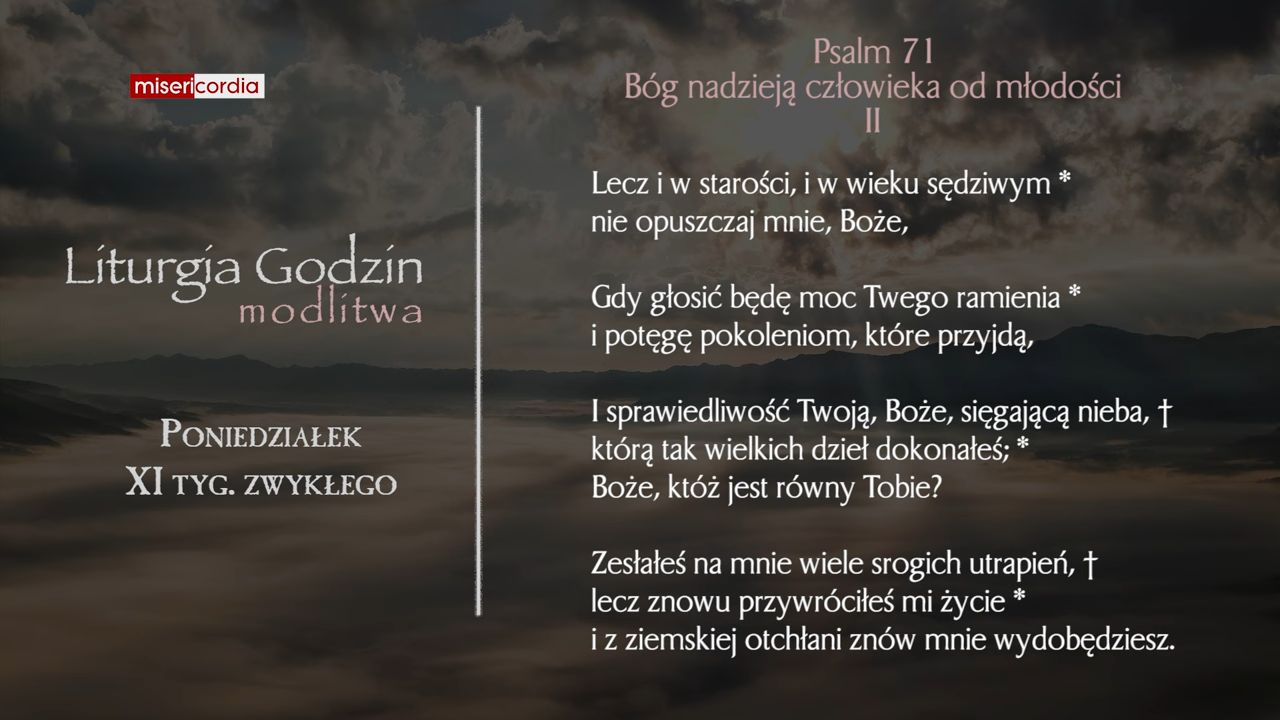 misericordia
Liturgia Godzin
modlitwa
Poniedziałek
XI tyg. zwykłego
Psalm 71
Bóg nadzieją człowieka od młodości
II
Lecz i w starości, i w wieku sędziwym *
nie opuszczaj mnie, Boże,
Gdy głosić będę moc Twego ramienia *
i potęgę pokoleniom, które przyjdą,
I sprawiedliwość Twoją, Boże, sięgającą nieba, †
którą tak wielkich dzieł dokonałeś; *
Boże, któż jest równy Tobie?
Zesłałeś na mnie wiele srogich utrapień, †
lecz znowu przywróciłeś mi życie *
i z ziemskiej otchłani znów mnie wydobędziesz.